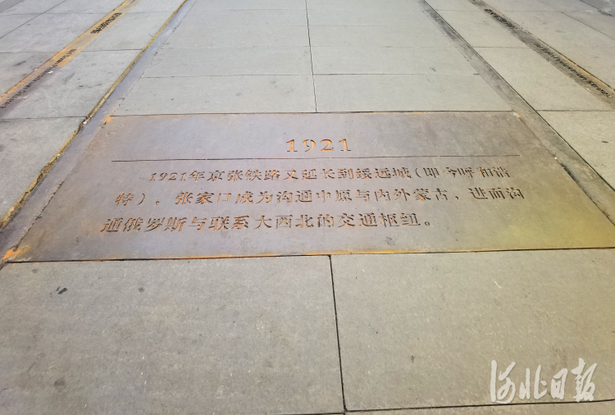 1921
1921年京张铁路又延长到绥远城(即今呼和浩
特)，张家口成为沟通中原与内外蒙古，进而沟
通俄罗斯与联系大西北的交通枢纽。
河北日报